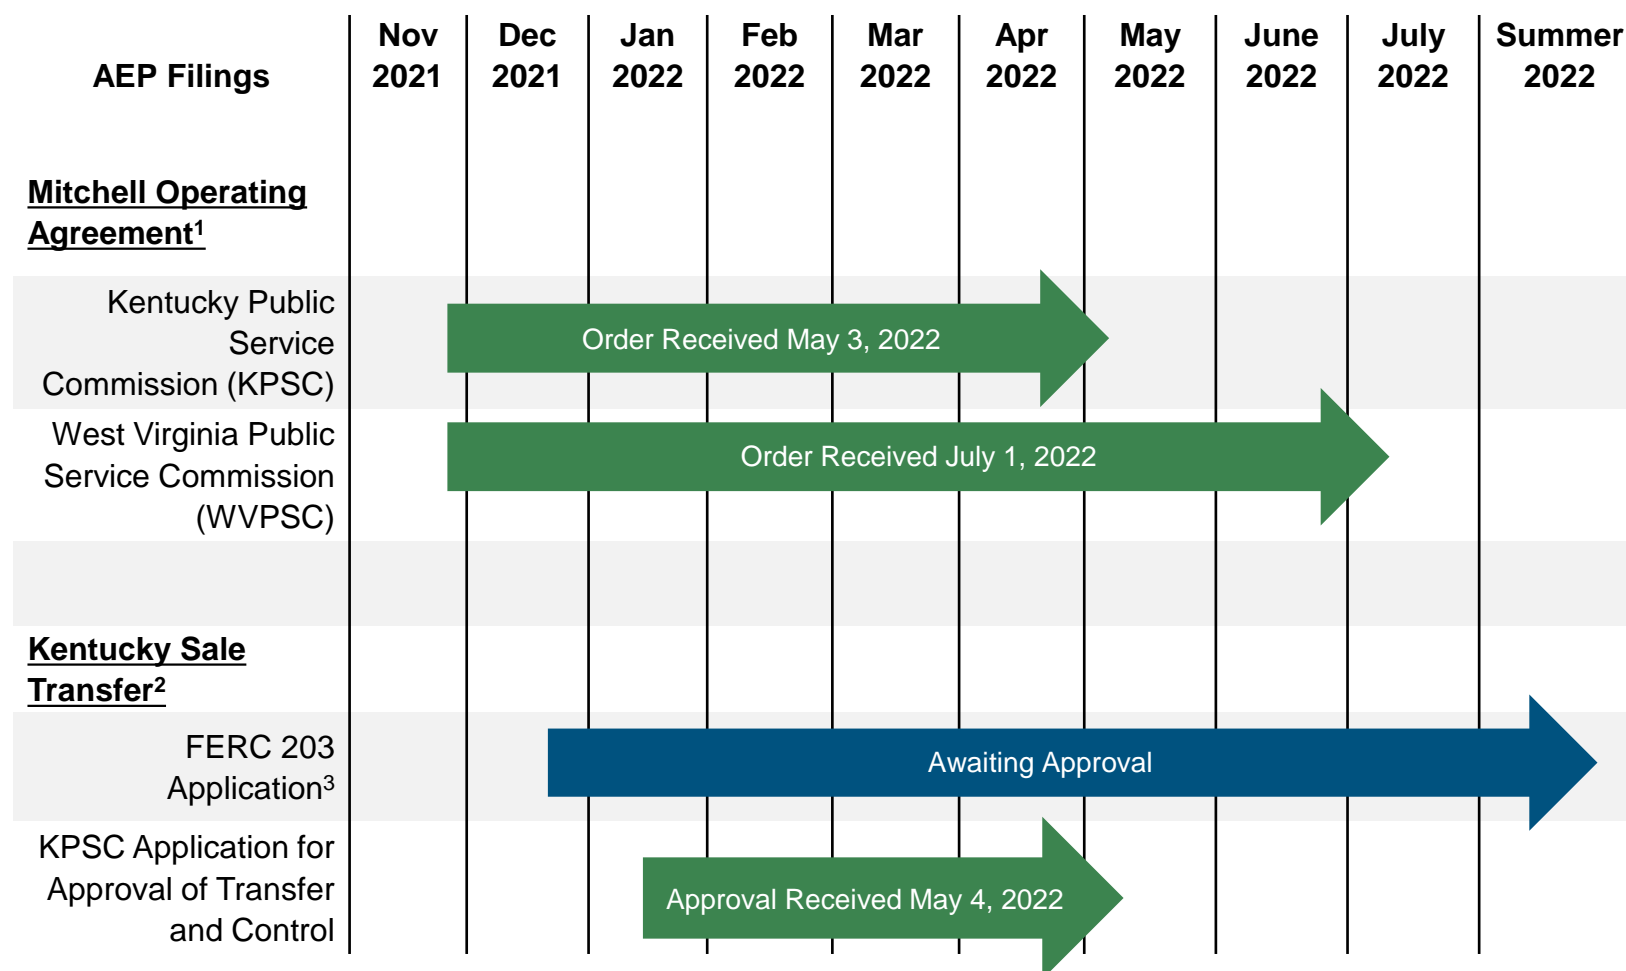 AEP Filings
Nov 2021
Dec 2021
Jan 2022
Feb 2022
Mar 2022
Apr 2022
May 2022
June 2022
July 2022
Summer 2022
Mitchell Operating
Agreement¹
Kentucky Public
Service
Commission (KPSC)
Order Received May 3, 2022
West Virginia Public
Service Commission
(WVPSC)
Order Received July 1, 2022
Kentucky Sale
Transfer²
FERC 203
Application³
Awaiting Approval
KPSC Application for
Approval of Transfer
and Control
Approval Received May 4, 2022